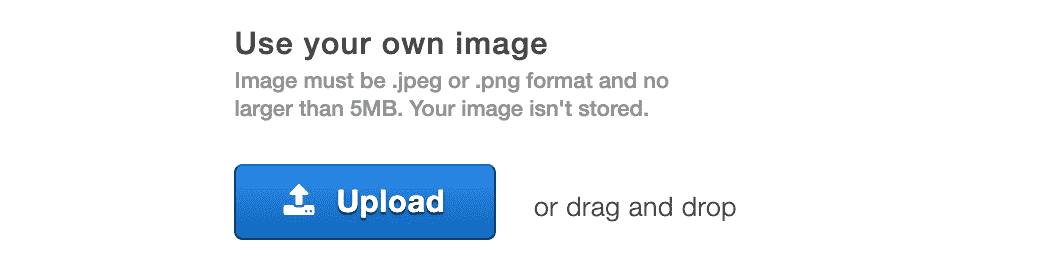 Use your own image
Image must be .jpeg or .png format and no
larger than 5MB. Your image isn't stored.
Upload
or drag and drop